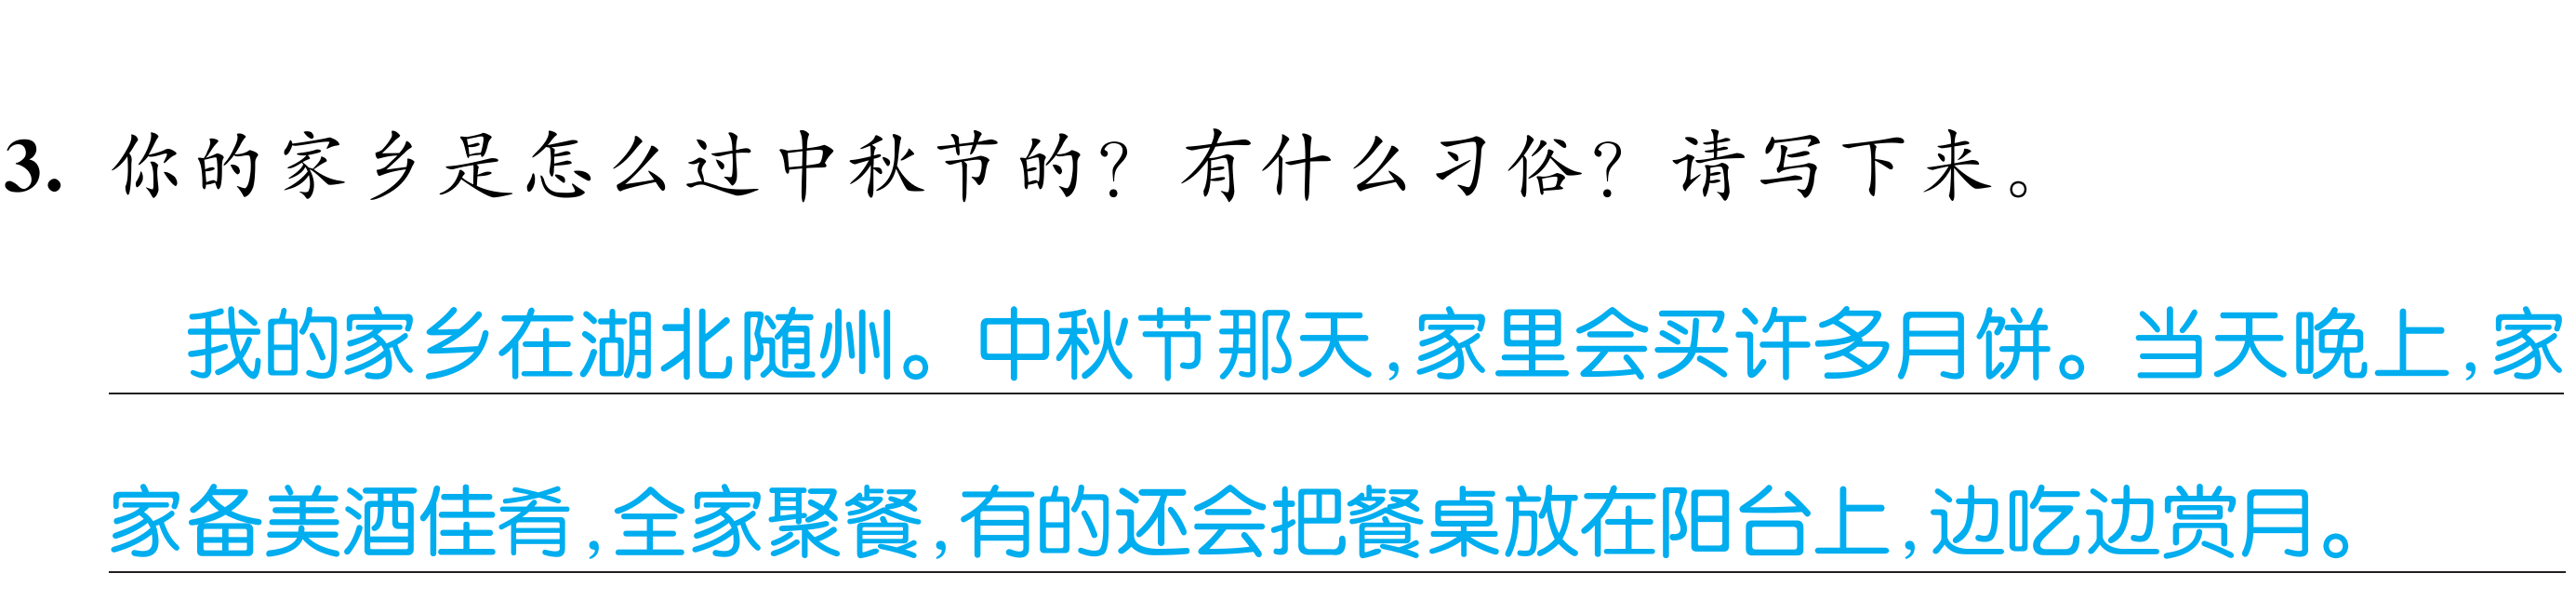 3. 你的家乡是怎么过中秋节的？有什么习俗？请写下来。
我的家乡在湖北随州。中秋节那天,家里会买许多月饼。当天晚上,家
家备美酒佳肴,全家聚餐,有的还会把餐桌放在阳台上,边吃边赏月。